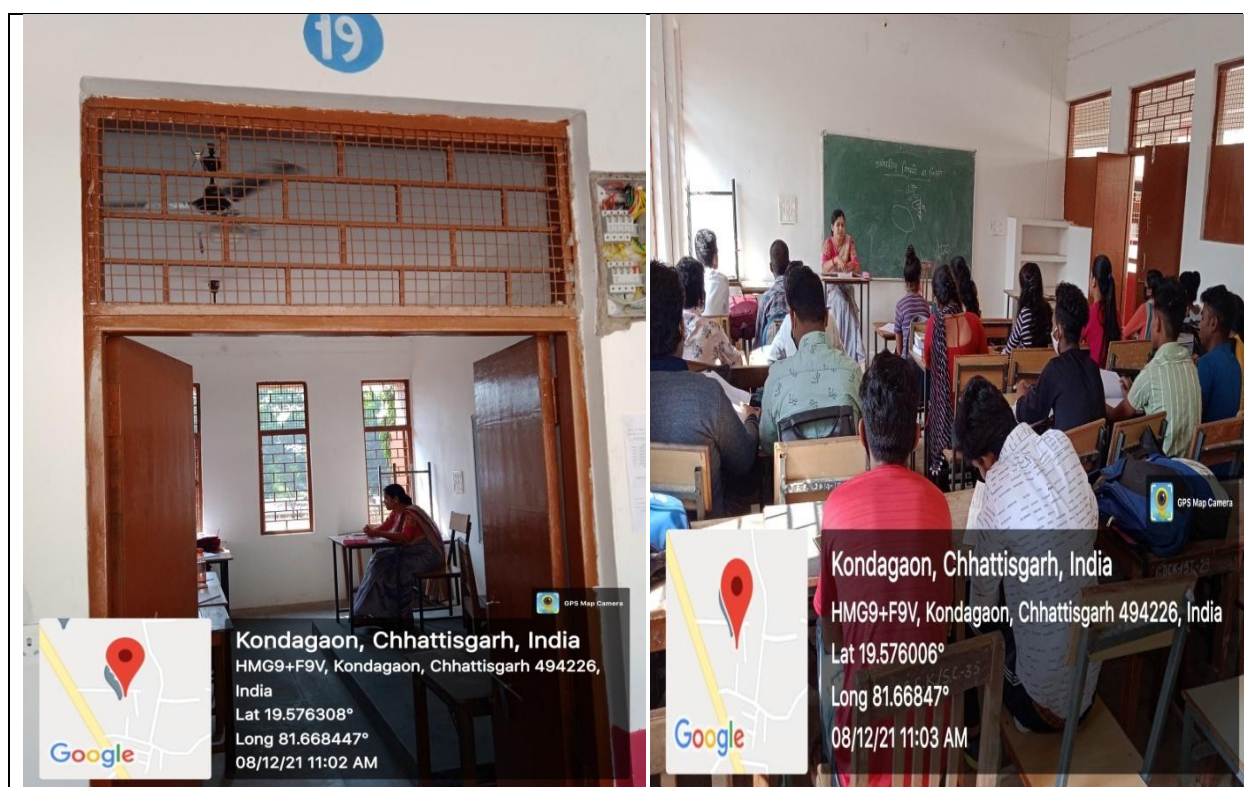 19
GPS Map Camera
Kondagaon, Chhattisgarh, India
HMG9+F9V, Kondagaon, Chhattisgarh 494226,
India
Lat 19.576308°
Long 81.668447°
08/12/21 11:02 AM
Google
GPS Map Camera
Kondagaon, Chhattisgarh, India
HMG9+F9V, Kondagaon, Chhattisgarh 494226, India
Lat 19.576006°
Long 81.66847°
08/12/21 11:03 AM
Google